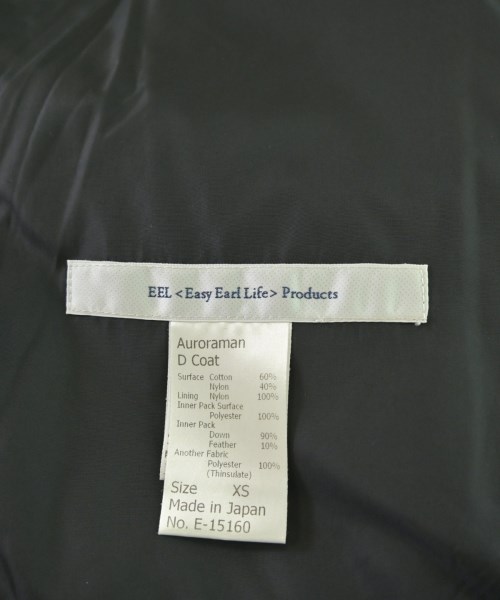 EEL <Easy Earl Life> Products
Auroraman
D Coat
Surface Cotton 60%
Nylon 40%
Lining Nylon 100%
Inner Pack Surface
Polyester 100%
Inner Pack
Down 90%
Feather 10%
Another Fabric
Polyester 100%
(Thinsulate)
Size XS
Made in Japan
No. E-15160